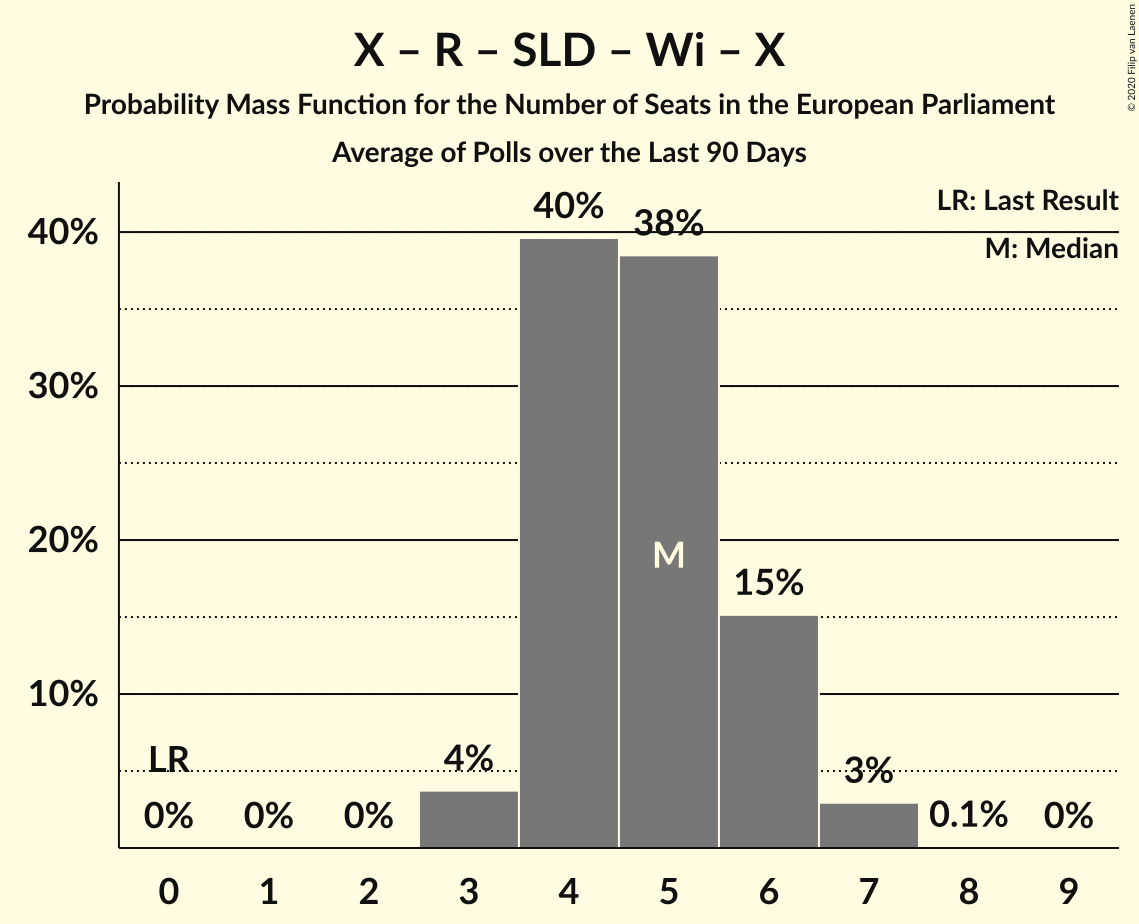 X – R – SLD – Wi – X
Probability Mass Function for the Number of Seats in the European Parliament
Average of Polls over the Last 90 Days
© 2020 Filip van Laenen
LR: Last Result
M: Median
40%
30%
20%
10%
LR
0%
0%
0%
4%
40%
38%
M
15%
3%
0.1%
0%
0 1 2 3 4 5 6 7 8 9